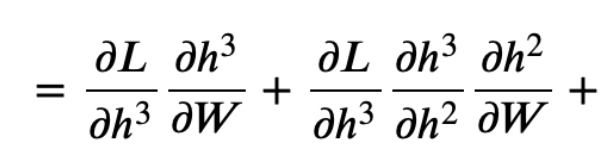 = ∂L/∂h³ ∂h³/∂W + ∂L/∂h³ ∂h³/∂h² ∂h²/∂W +